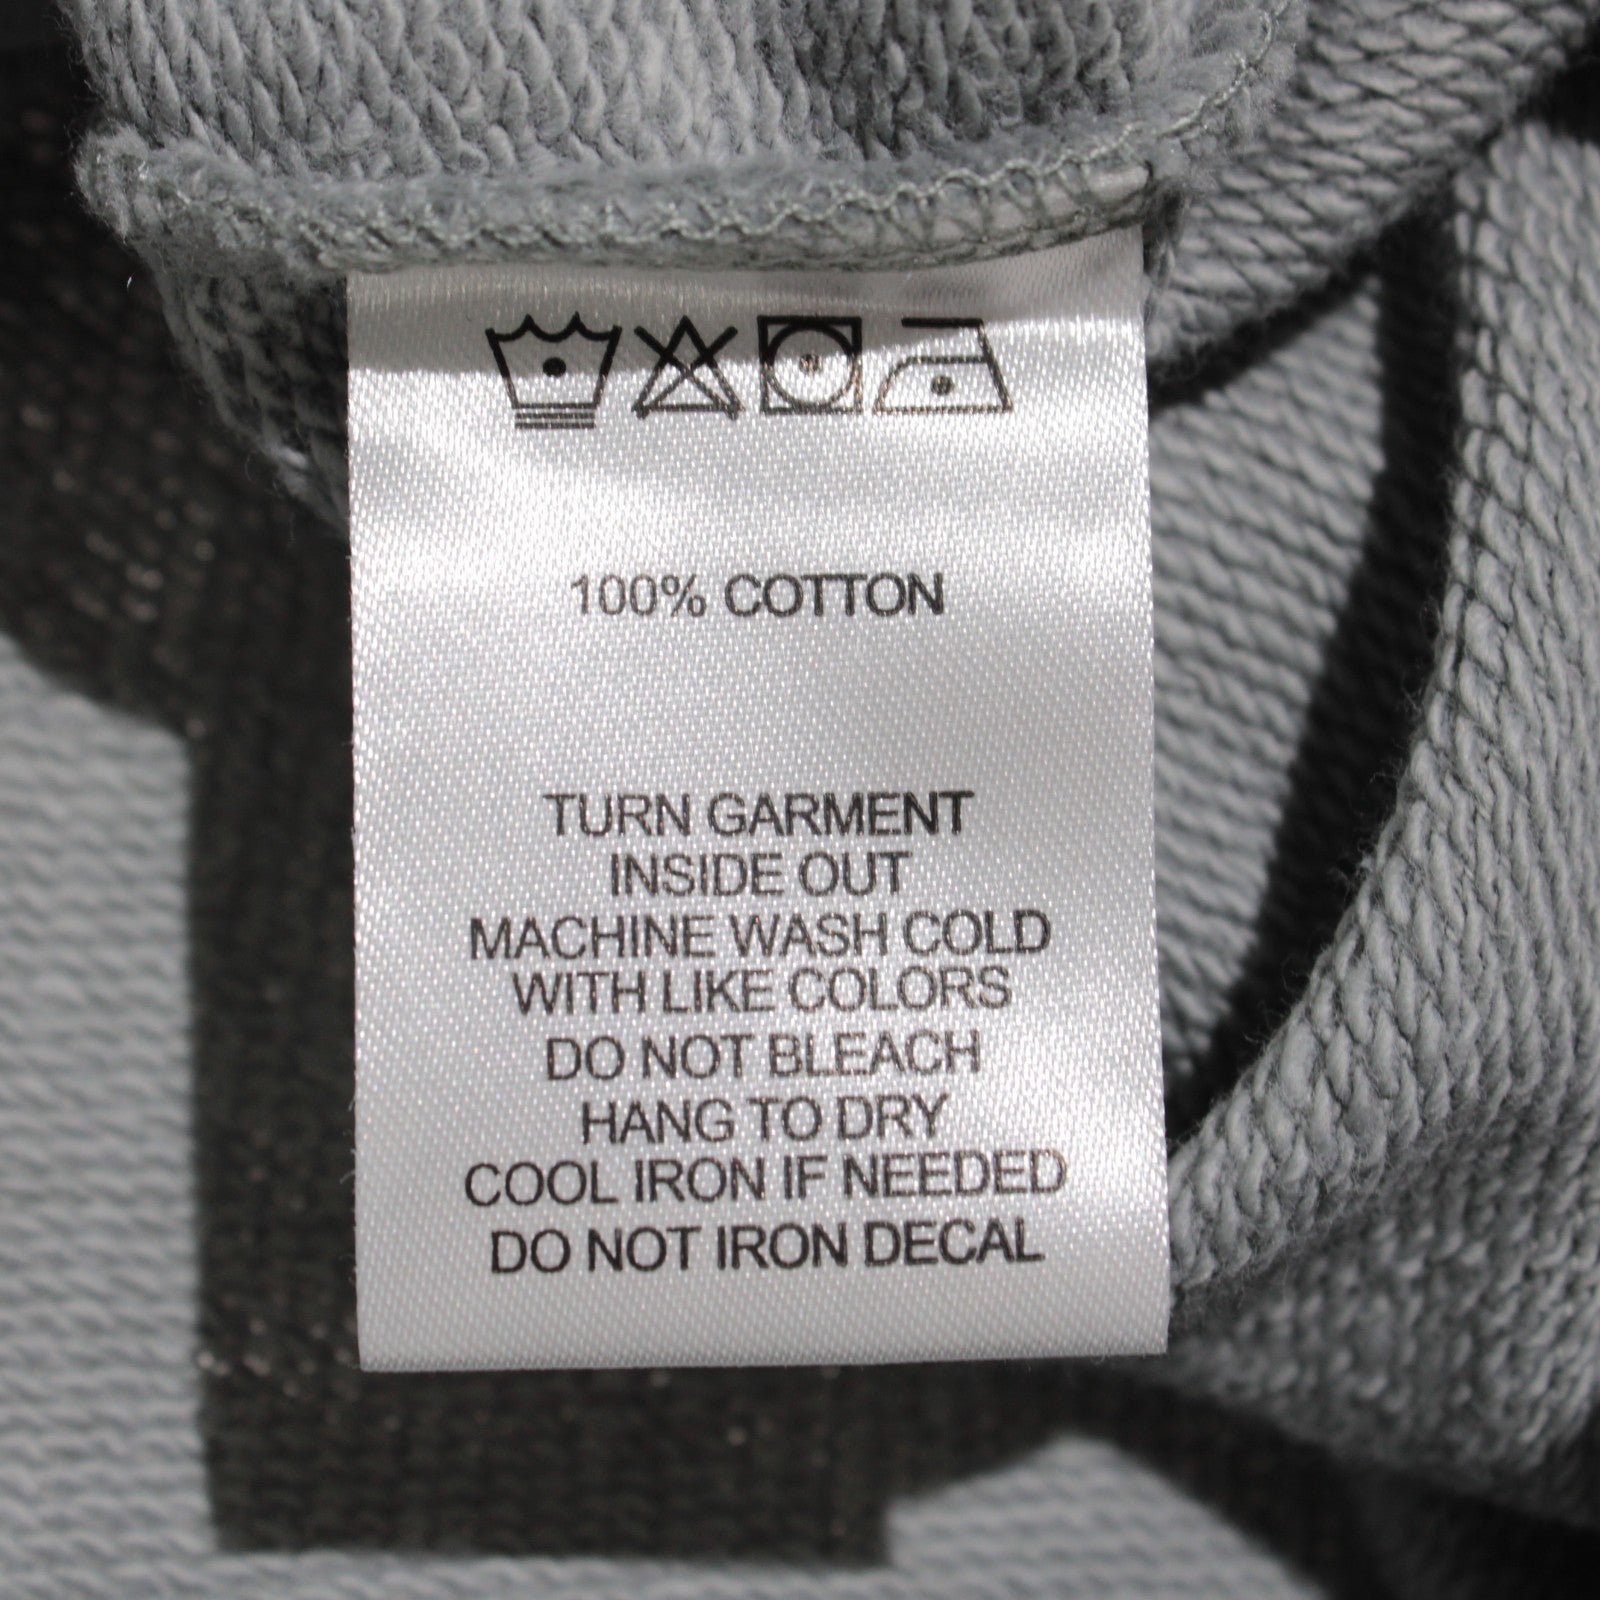 100% COTTON
TURN GARMENT
INSIDE OUT
MACHINE WASH COLD
WITH LIKE COLORS
DO NOT BLEACH
HANG TO DRY
COOL IRON IF NEEDED
DO NOT IRON DECAL